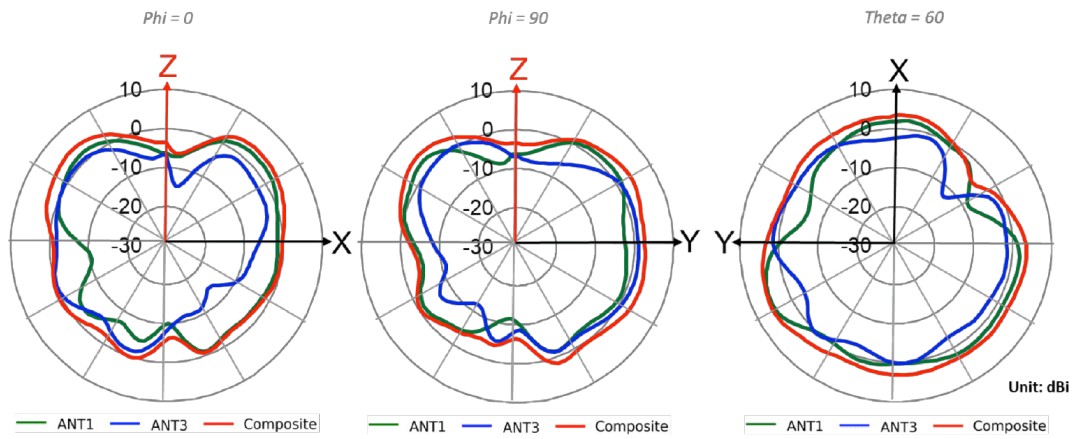 Phi = 0
Phi = 90
Theta = 60
Z
10
0
-10
-20
-30
X
ANT1 ANT3 Composite
Z
10
0
-10
-20
-30
Y
ANT1 ANT3 Composite
X
10
0
-10
-20
-30
Y
Unit: dBi
ANT1 ANT3 Composite